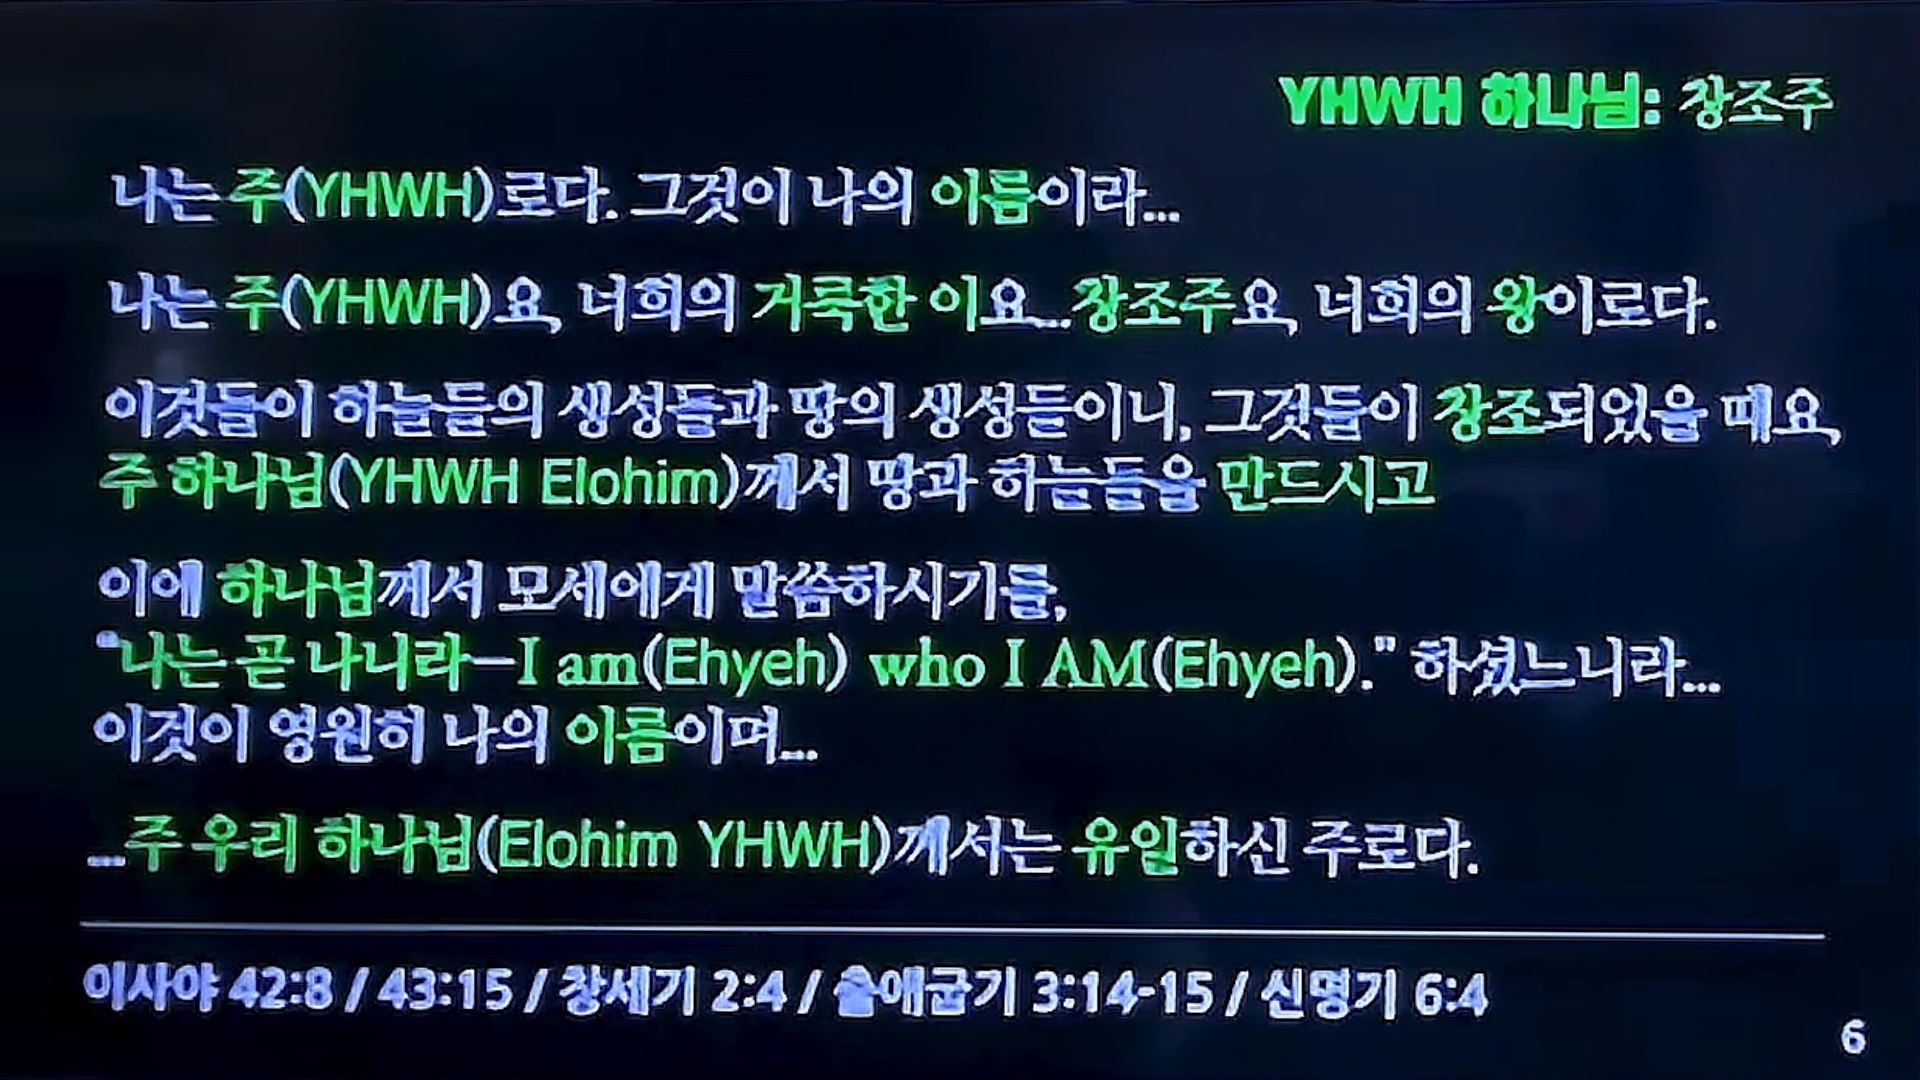 YHWH 하나님: 창조주
나는 주(YHWH)로다. 그것이 나의 이름이라...
나는 주(YHWH)요, 너희의 거룩한 이요...창조주요, 너희의 왕이로다.
이것들이 하늘들의 생성들과 땅의 생성들이니, 그것들이 창조되었을 때요,
주 하나님(YHWH Elohim)께서 땅과 하늘들을 만드시고
이에 하나님께서 모세에게 말씀하시기를,
"나는 곧 나니라—I am(Ehyeh) who I AM(Ehyeh)." 하셨느니라...
이것이 영원히 나의 이름이며...
...주 우리 하나님(Elohim YHWH)께서는 유일하신 주로다.
이사야 42:8 / 43:15 / 창세기 2:4 / 출애굽기 3:14-15 / 신명기 6:4
6